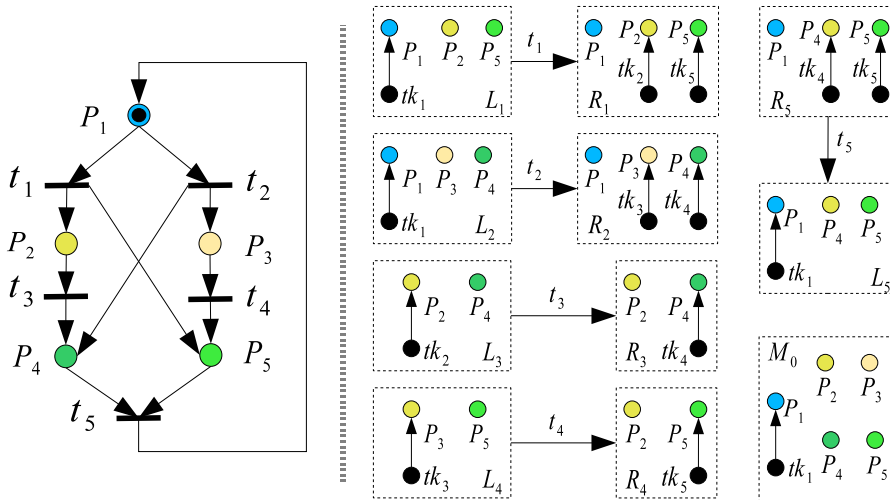 P1
t1
t2
P2
P3
t3
t4
P4
P5
t5
P1 P2 P5
tk1 L1
t1
P1 P2 P5
tk2 tk5
R1
P1 P3 P4
tk1 L2
t2
P1 P3 P4
tk3 tk4
R2
P2 P4
tk2 L3
t3
P2 P4
R3 tk4
P3 P5
tk3 L4
t4
P2 P5
R4 tk5
P1 P4 P5
tk4 tk5
R5
t5
P1 P4 P5
tk1 L5
M0
P2 P3
P1
P4 P5
tk1